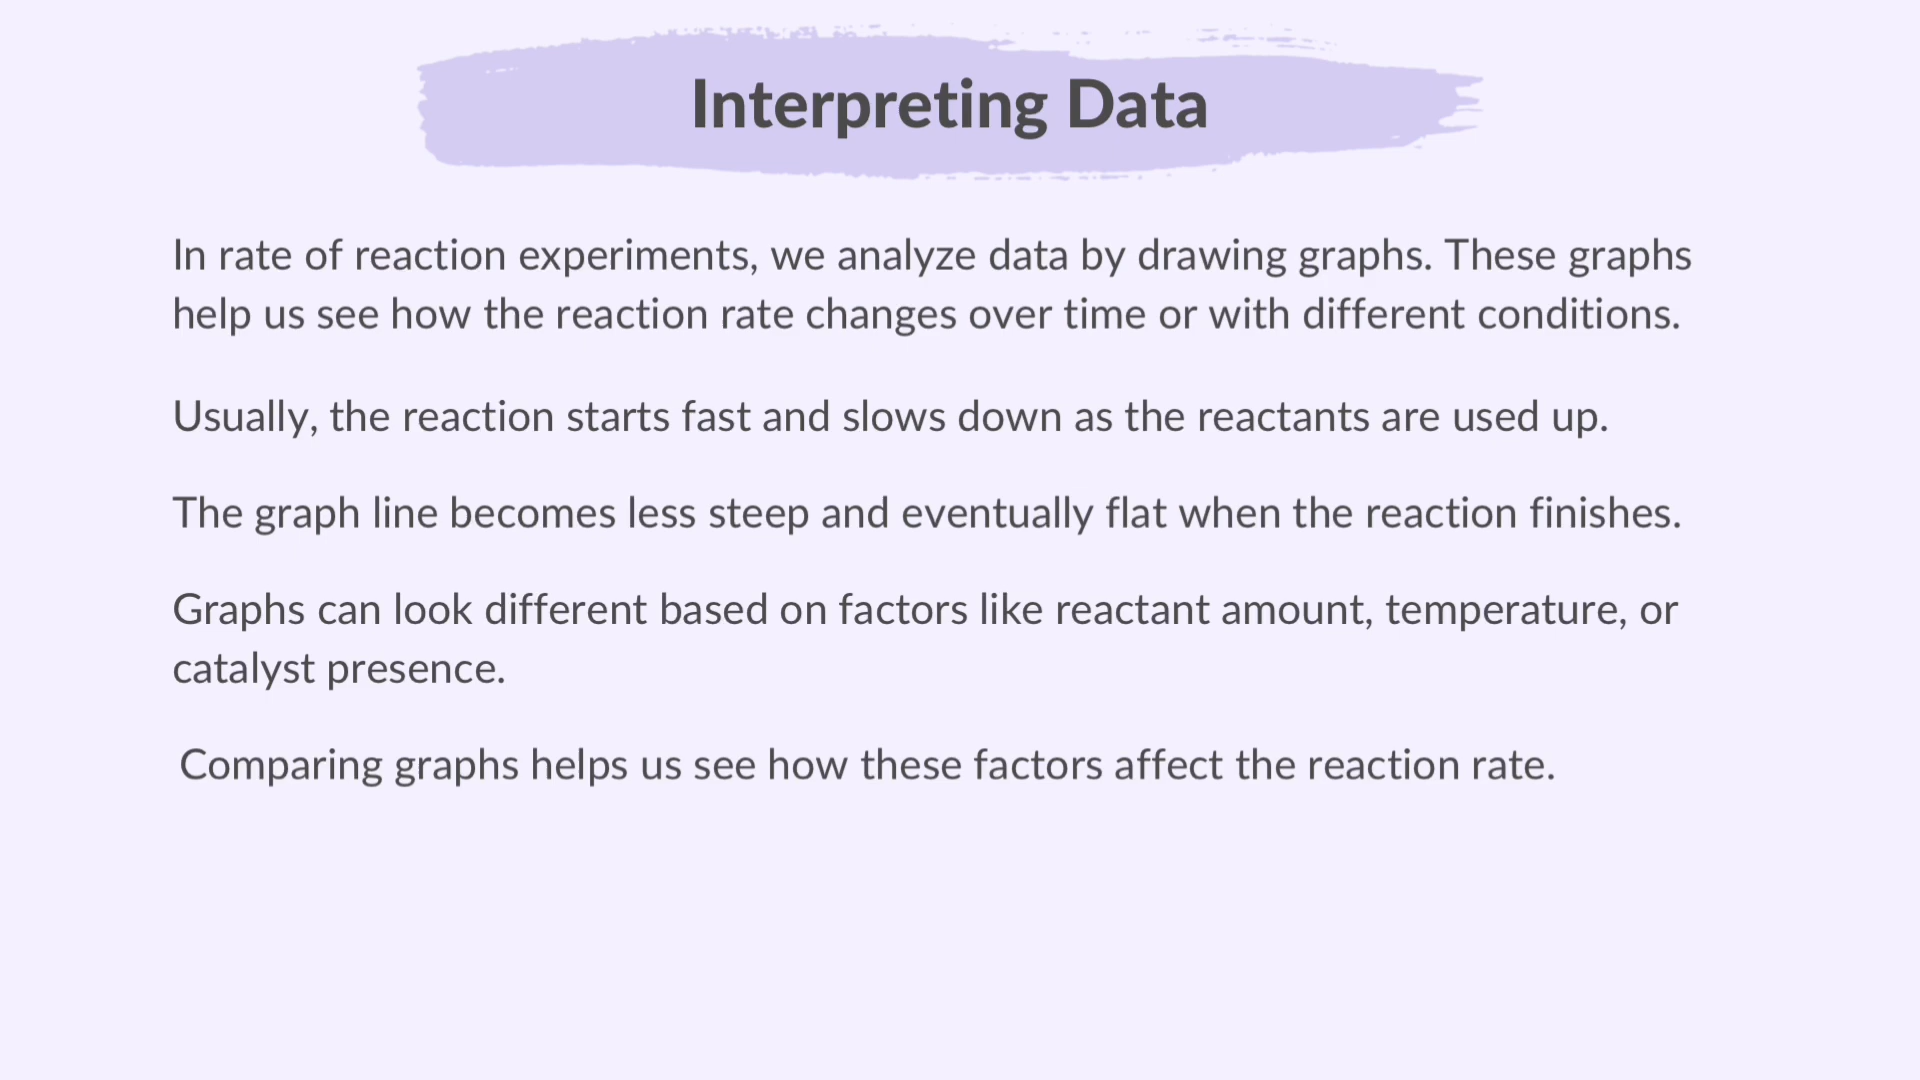 Interpreting Data
In rate of reaction experiments, we analyze data by drawing graphs. These graphs
help us see how the reaction rate changes over time or with different conditions.
Usually, the reaction starts fast and slows down as the reactants are used up.
The graph line becomes less steep and eventually flat when the reaction finishes.
Graphs can look different based on factors like reactant amount, temperature, or
catalyst presence.
Comparing graphs helps us see how these factors affect the reaction rate.